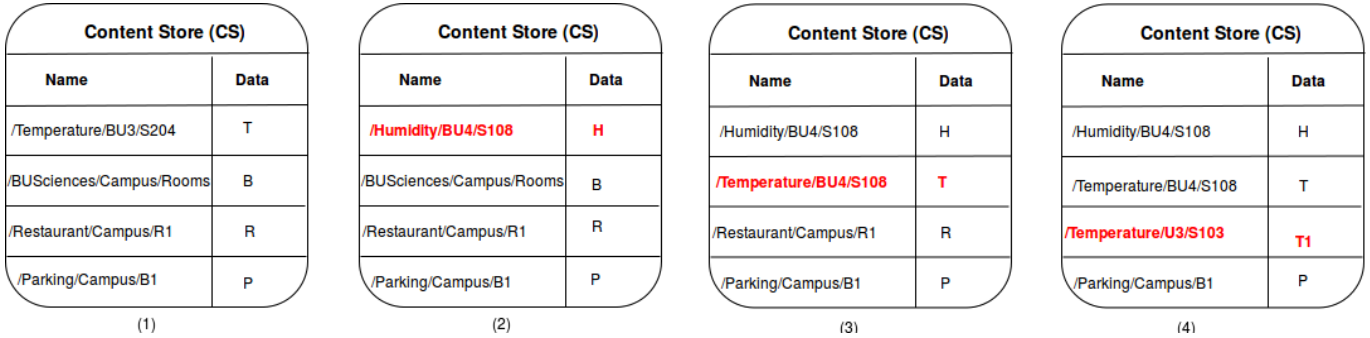 Content Store (CS)
Name Data
/Temperature/BU3/S204 T
/BUSciences/Campus/Rooms B
/Restaurant/Campus/R1 R
/Parking/Campus/B1 P
(1)
Content Store (CS)
Name Data
/Humidity/BU4/S108 H
/BUSciences/Campus/Rooms B
/Restaurant/Campus/R1 R
/Parking/Campus/B1 P
(2)
Content Store (CS)
Name Data
/Humidity/BU4/S108 H
/Temperature/BU4/S108 T
/Restaurant/Campus/R1 R
/Parking/Campus/B1 P
(3)
Content Store (CS)
Name Data
/Humidity/BU4/S108 H
/Temperature/BU4/S108 T
/Temperature/U3/S103 T1
/Parking/Campus/B1 P
(4)